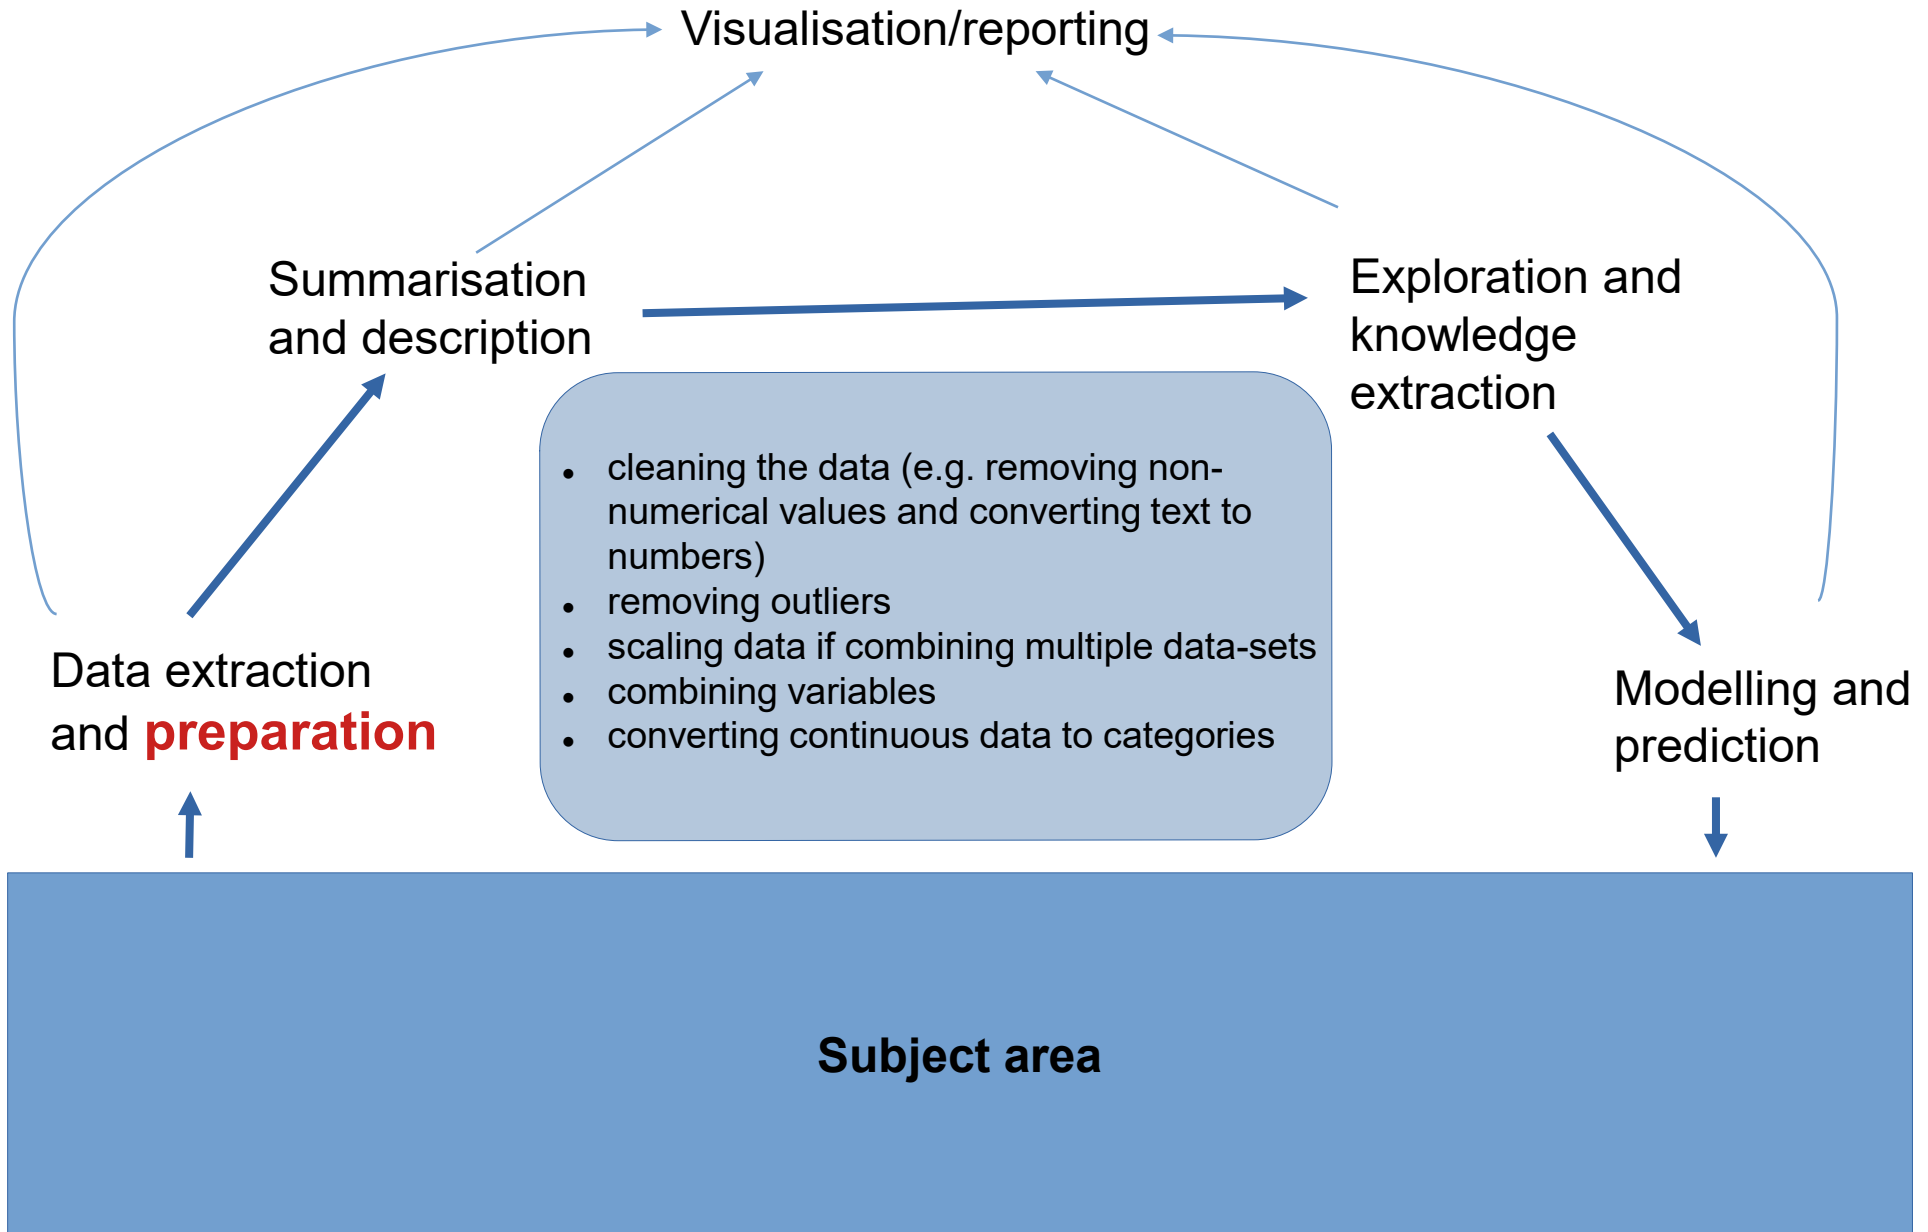 Visualisation/reporting
Summarisation
and description
Exploration and
knowledge
extraction
• cleaning the data (e.g. removing non-
numerical values and converting text to
numbers)
• removing outliers
• scaling data if combining multiple data-sets
• combining variables
• converting continuous data to categories
Data extraction
and preparation
Modelling and
prediction
Subject area